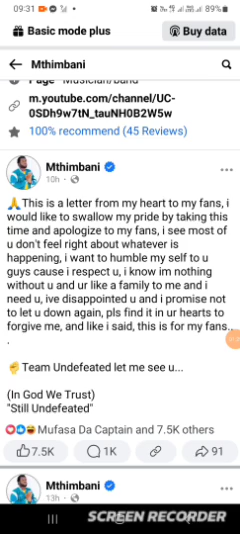 09:31
89%
Basic mode plus
Buy data
Mthimbani
Page · Musician/band
m.youtube.com/channel/UC-
0SDh9w7tN_tauNH0B2W5w
100% recommend (45 Reviews)
Mthimbani
10h ·
🙏This is a letter from my heart to my fans, i
would like to swallow my pride by taking this
time and apologize to my fans, i see most of
u don't feel right about whatever is
happening, i want to humble my self to u
guys cause i respect u, i know im nothing
without u and ur like a family to me and i
need u, ive disappointed u and i promise not
to let u down again, pls find it in ur hearts to
forgive me, and like i said, this is for my fans..
.
✌Team Undefeated let me see u...
(In God We Trust)
"Still Undefeated"
Mufasa Da Captain and 7.5K others
7.5K
1K
91
Mthimbani
13h ·
SCREEN RECORDER